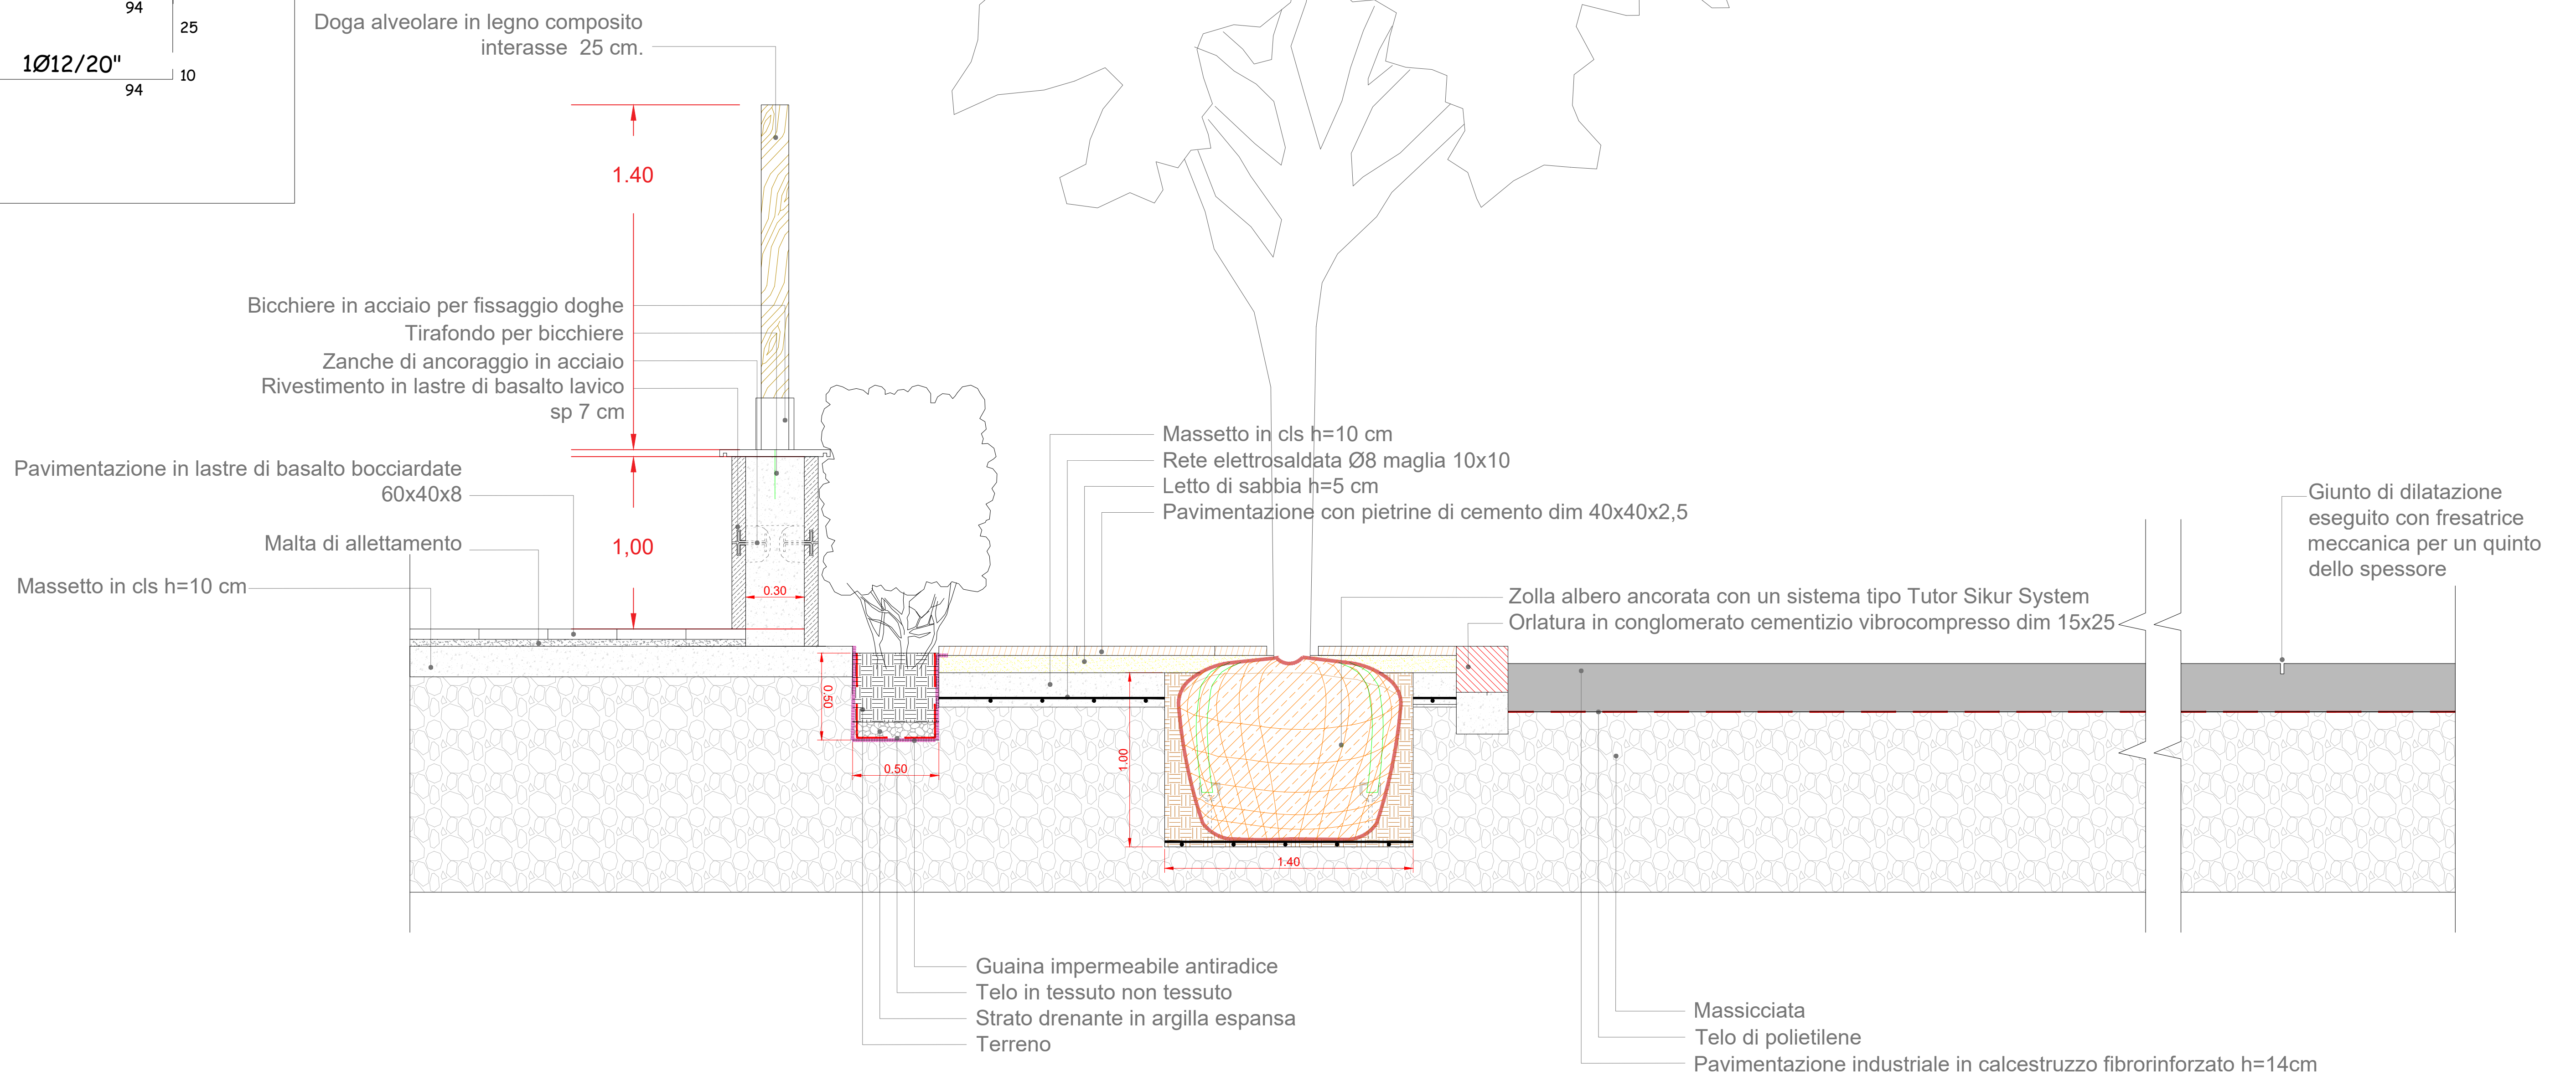 94
25
1Ø12/20"
10
94
Doga alveolare in legno composito
interasse 25 cm.
1.40
Bicchiere in acciaio per fissaggio doghe
Tirafondo per bicchiere
Zanche di ancoraggio in acciaio
Rivestimento in lastre di basalto lavico
sp 7 cm
Pavimentazione in lastre di basalto bocciardate
60x40x8
Malta di allettamento
Massetto in cls h=10 cm
1,00
0.30
Massetto in cls h=10 cm
Rete elettrosaldata Ø8 maglia 10x10
Letto di sabbia h=5 cm
Pavimentazione con pietrine di cemento dim 40x40x2,5
Giunto di dilatazione
eseguito con fresatrice
meccanica per un quinto
dello spessore
Zolla albero ancorata con un sistema tipo Tutor Sikur System
Orlatura in conglomerato cementizio vibrocompresso dim 15x25
0.50
0.50
1.00
1.40
Guaina impermeabile antiradice
Telo in tessuto non tessuto
Strato drenante in argilla espansa
Terreno
Massicciata
Telo di polietilene
Pavimentazione industriale in calcestruzzo fibrorinforzato h=14cm